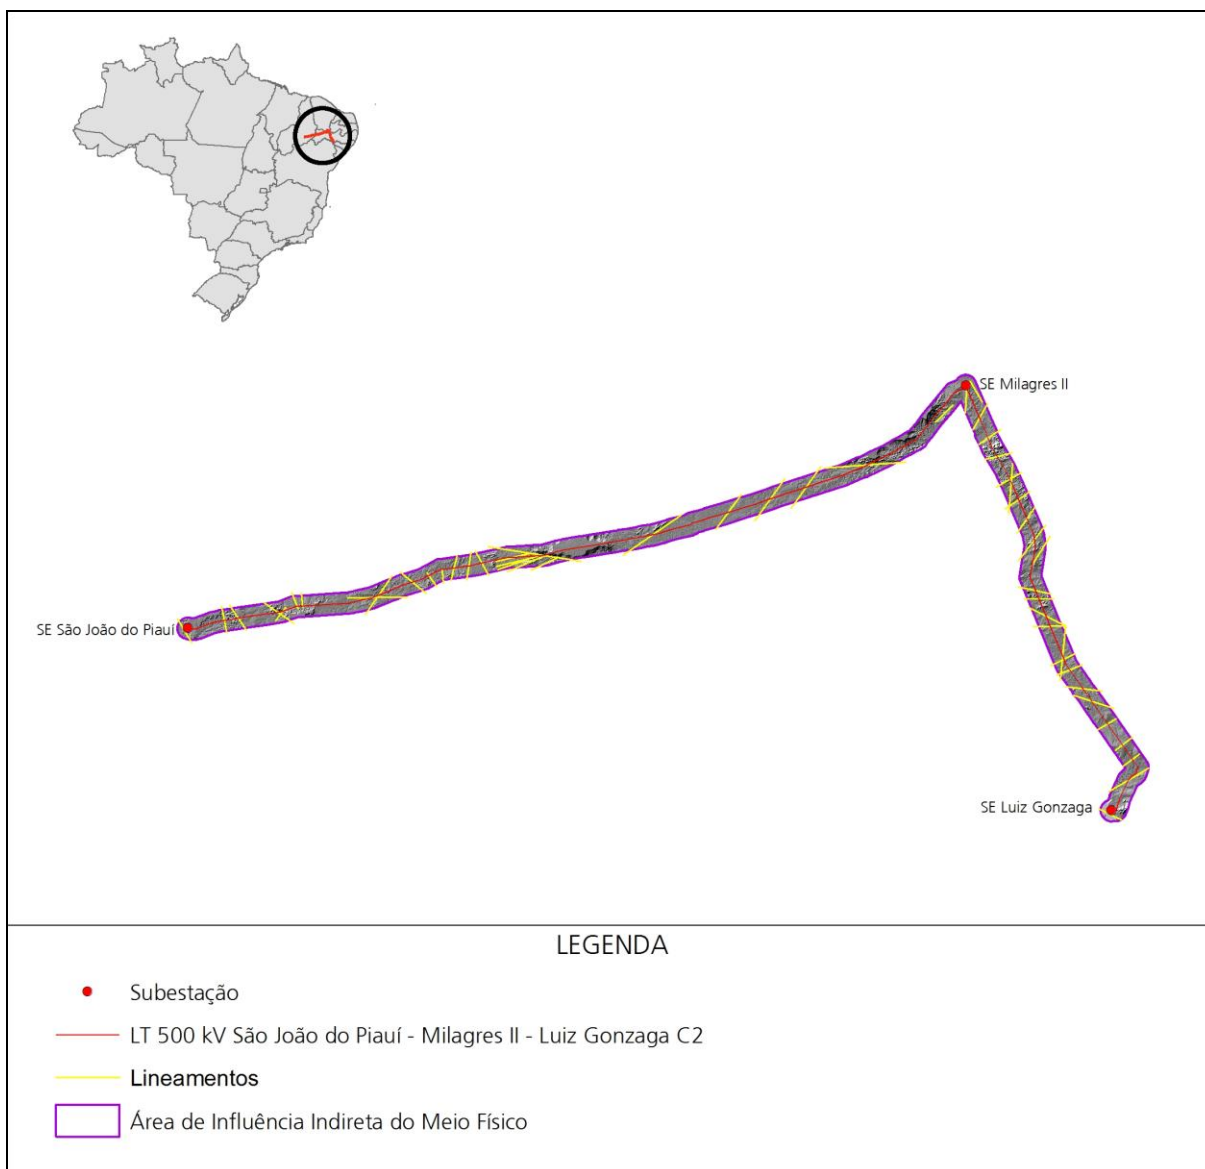 SE Milagres II
SE São João do Piauí
SE Luiz Gonzaga
LEGENDA
Subestação
LT 500 kV São João do Piauí - Milagres II - Luiz Gonzaga C2
Lineamentos
Área de Influência Indireta do Meio Físico